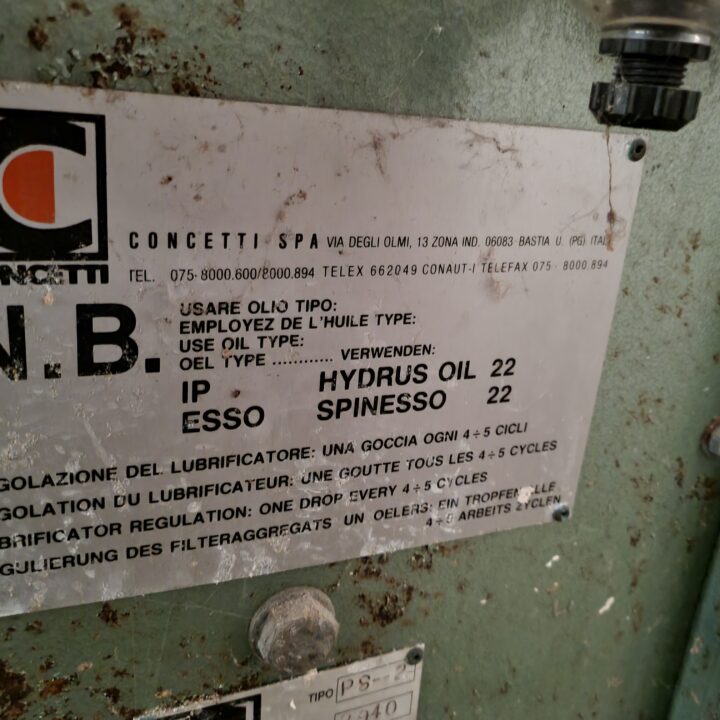 C
CONCETTI
CONCETTI SPA VIA DEGLI OLMI, 13 ZONA IND. 06083 BASTIA U. (PG) ITALY
TEL. 075-8000.600/8000.894 TELEX 662049 CONAUT-I TELEFAX 075-8000.894
N.B.
USARE OLIO TIPO:
EMPLOYEZ DE L'HUILE TYPE:
USE OIL TYPE:
OEL TYPE ............ VERWENDEN:
IP HYDRUS OIL 22
ESSO SPINESSO 22
GOLAZIONE DEL LUBRIFICATORE: UNA GOCCIA OGNI 4÷5 CICLI
GOLATION DU LUBRIFICATEUR: UNE GOUTTE TOUS LES 4÷5 CYCLES
BRIFICATOR REGULATION: ONE DROP EVERY 4÷5 CYCLES
GULIERUNG DES FILTERAGGREGATS UN OELERS: EIN TROPFEN ALLE
4÷5 ARBEITS ZYCLEN
TIPO PS--2